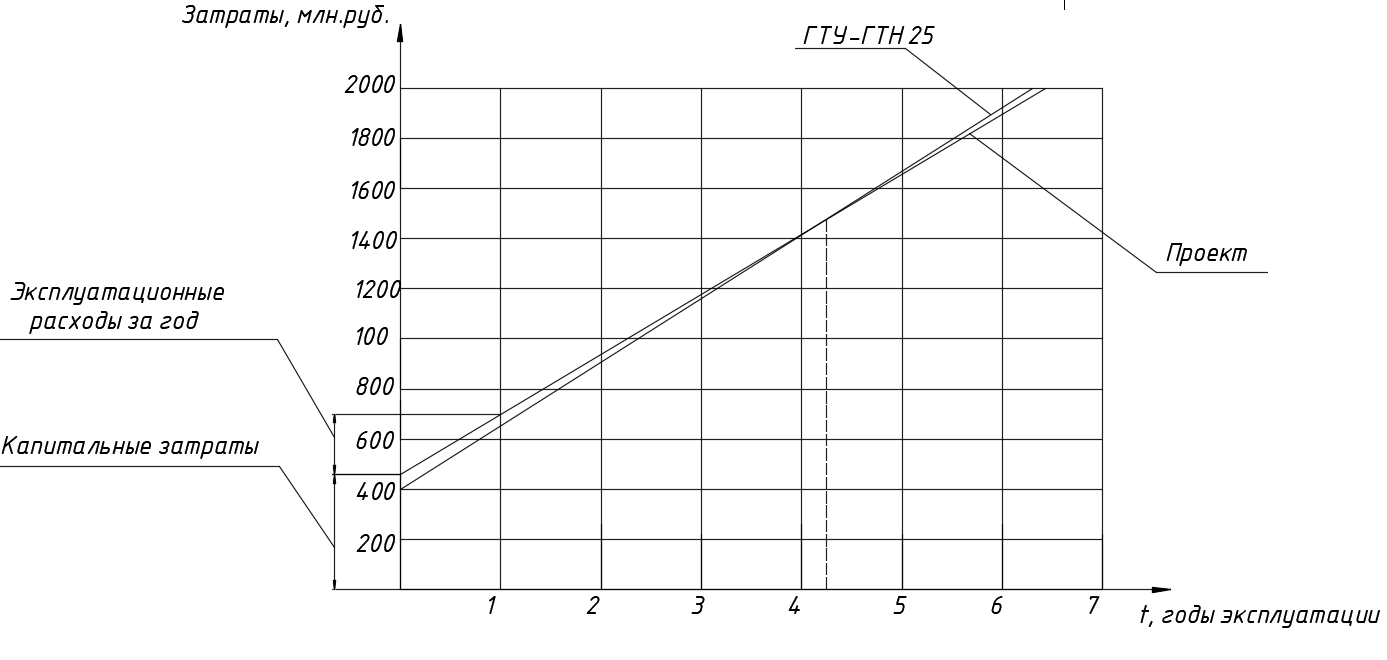 Затраты, млн.руб.
ГТУ-ГТН 25
2000
1800
1600
1400
Проект
1200
Эксплуатационные
расходы за год
100
800
600
Капитальные затраты
400
200
1 2 3 4 5 6 7
t, годы эксплуатации